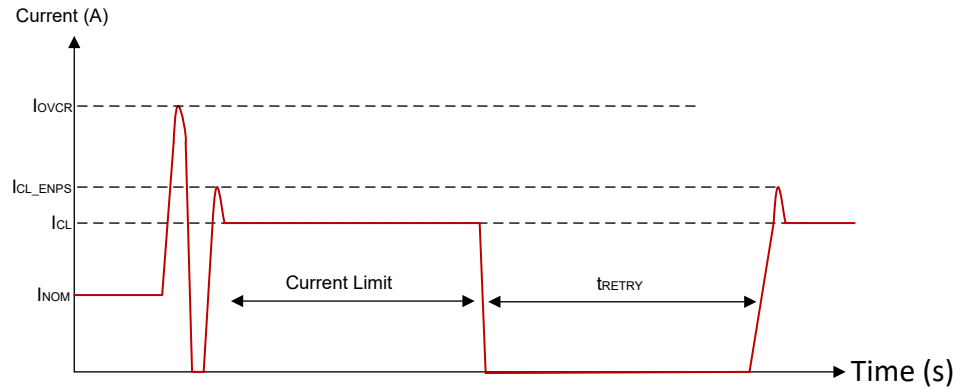 Current (A)
IOVCR
ICL_ENPS
ICL
INOM
Current Limit
tRETRY
Time (s)